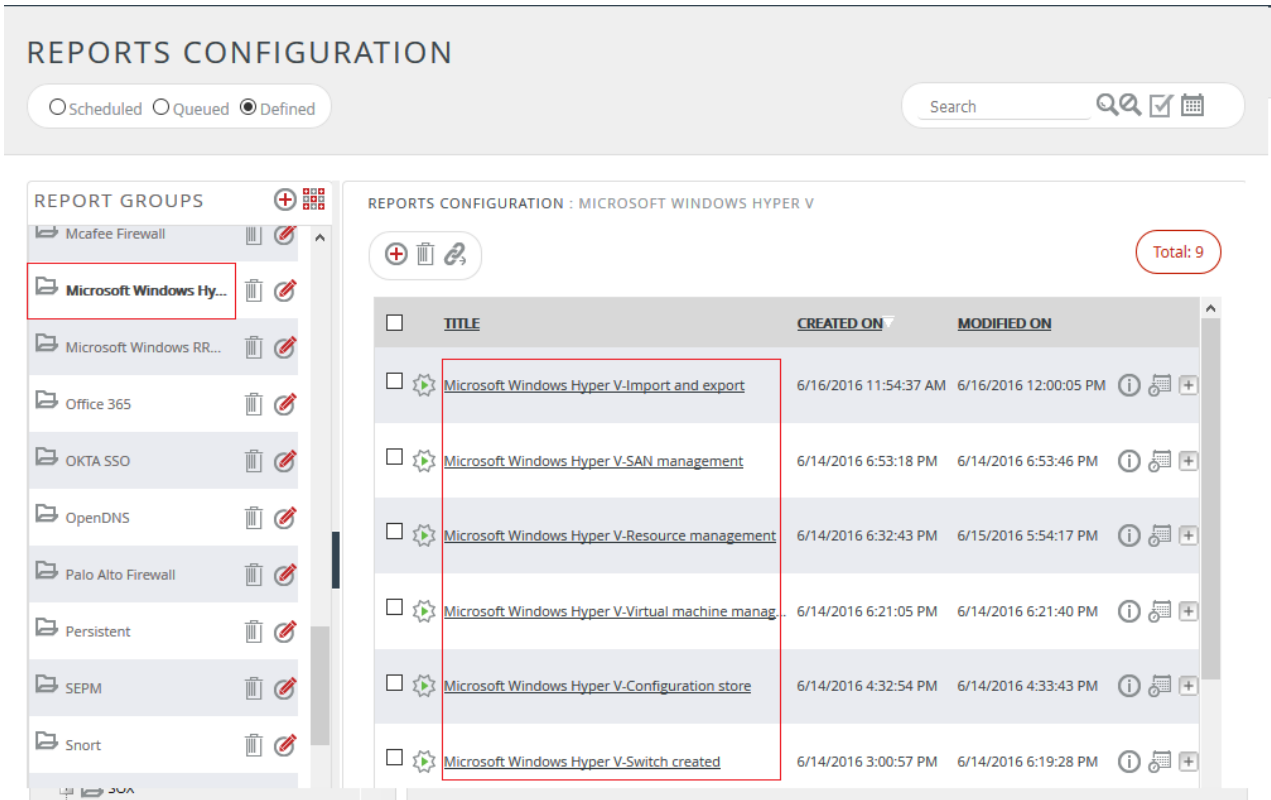 REPORTS CONFIGURATION
Scheduled Queued Defined
Search
REPORT GROUPS
Mcafee Firewall
Microsoft Windows Hy...
Microsoft Windows RR...
Office 365
OKTA SSO
OpenDNS
Palo Alto Firewall
Persistent
SEPM
Snort
SOX
REPORTS CONFIGURATION : MICROSOFT WINDOWS HYPER V
Total: 9
TITLE CREATED ON MODIFIED ON
Microsoft Windows Hyper V-Import and export 6/16/2016 11:54:37 AM 6/16/2016 12:00:05 PM
Microsoft Windows Hyper V-SAN management 6/14/2016 6:53:18 PM 6/14/2016 6:53:46 PM
Microsoft Windows Hyper V-Resource management 6/14/2016 6:32:43 PM 6/15/2016 5:54:17 PM
Microsoft Windows Hyper V-Virtual machine manag... 6/14/2016 6:21:05 PM 6/14/2016 6:21:40 PM
Microsoft Windows Hyper V-Configuration store 6/14/2016 4:32:54 PM 6/14/2016 4:33:43 PM
Microsoft Windows Hyper V-Switch created 6/14/2016 3:00:57 PM 6/14/2016 6:19:28 PM